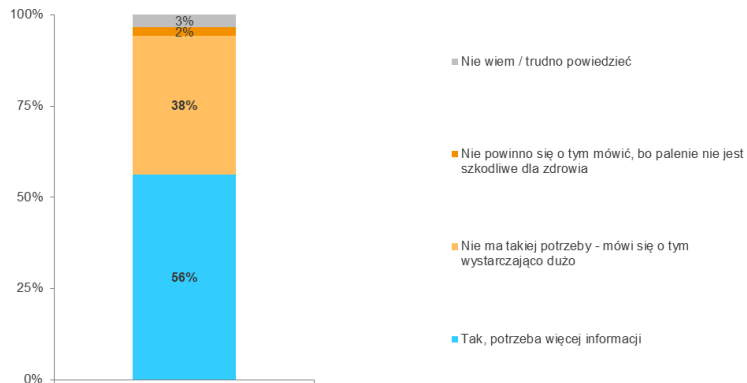 100%
75%
50%
25%
0%
3%
2%
38%
56%
Nie wiem / trudno powiedzieć
Nie powinno się o tym mówić, bo palenie nie jest
szkodliwe dla zdrowia
Nie ma takiej potrzeby - mówi się o tym
wystarczająco dużo
Tak, potrzeba więcej informacji